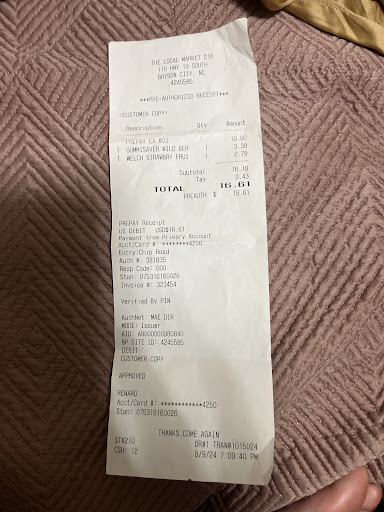 THE LOCAL MARKET 210
110 HWY 19 SOUTH
BRYSON CITY, NC
4245585
***PRE-AUTHORIZED RECEIPT***
<CUSTOMER COPY>
Description Qty Amount
PREPAY CA #03 10.00
1 GUMMISAVER WILD BER 1 3.39
1 WELCH STRAWBRY FRUI 1 2.79
Subtotal 16.18
Tax 0.43
TOTAL 16.61
PREAUTH $ 16.61
PREPAY Receipt
US DEBIT USD$16.61
Payment from Primary Account
Acct/Card #: ********4250
Entry:Chip Read
Auth #: 321835
Resp Code: 000
Stan: 075316160026
Invoice #: 323454
Verified By PIN
AuthNet: MAE DIR
MODE: Issuer
AID: A0000000980840
BP SITE ID: 4245585
DEBIT
CUSTOMER COPY
APPROVED
REWARD
Acct/Card #: ************4250
Stan: 075316160026
THANKS,COME AGAIN
ST#210 DR#1 TRAN#1015024
CSH: 12 8/9/24 7:09:40 PM